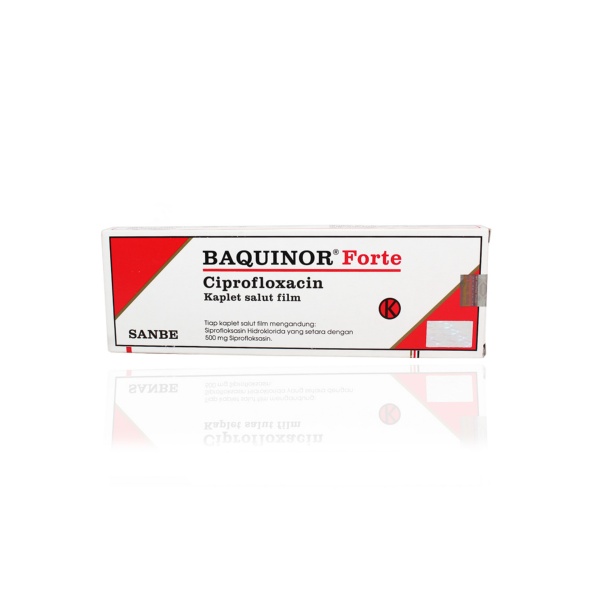 BAQUINOR® Forte
Ciprofloxacin
Kaplet salut film
K
Tiap kaplet salut film mengandung:
Siprofloksasin Hidroklorida yang setara dengan
500 mg Siprofloksasin.
SANBE